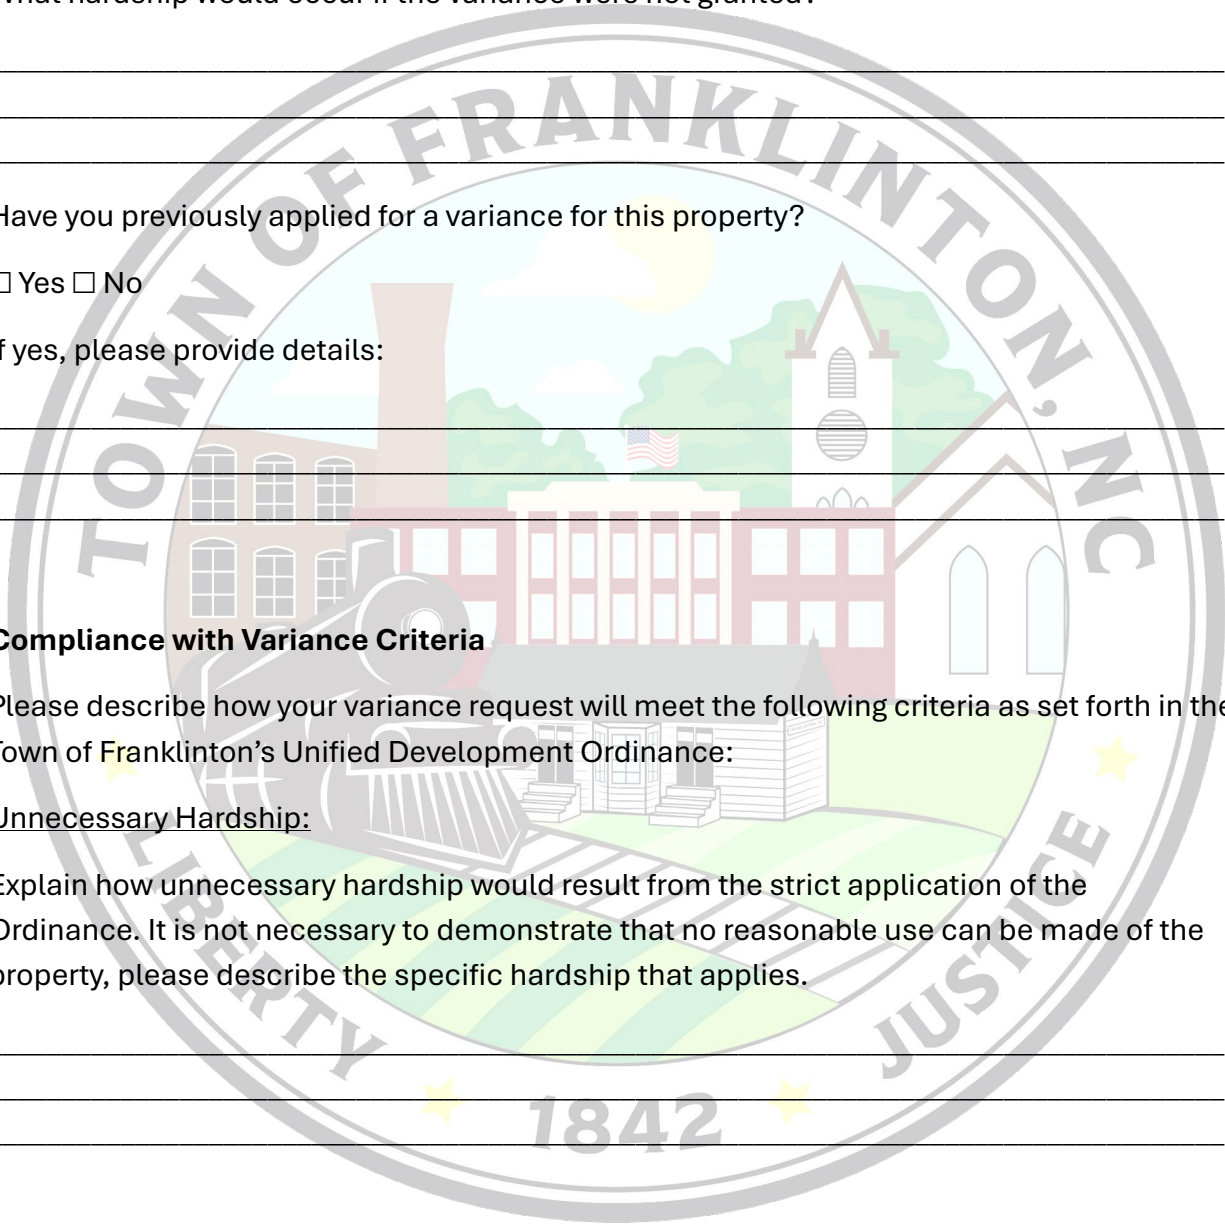 What hardship would occur if the variance were not granted?
Have you previously applied for a variance for this property?
☐ Yes ☐ No
If yes, please provide details:
Compliance with Variance Criteria
Please describe how your variance request will meet the following criteria as set forth in the
Town of Franklinton’s Unified Development Ordinance:
Unnecessary Hardship:
Explain how unnecessary hardship would result from the strict application of the
Ordinance. It is not necessary to demonstrate that no reasonable use can be made of the
property, please describe the specific hardship that applies.
TOWN OF FRANKLINTON, NC
LIBERTY
1842
JUSTICE